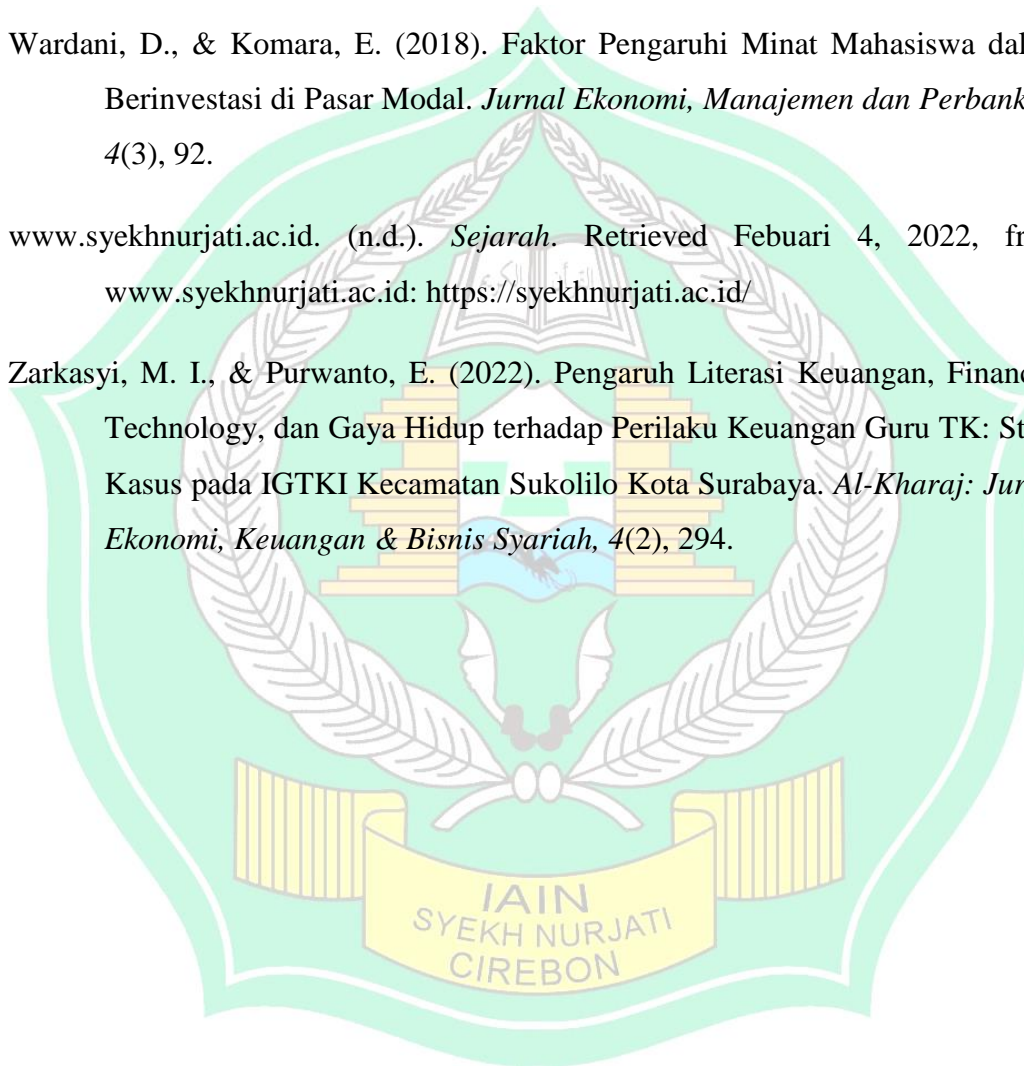 Wardani, D., & Komara, E. (2018). Faktor Pengaruhi Minat Mahasiswa dal
Berinvestasi di Pasar Modal. Jurnal Ekonomi, Manajemen dan Perbank
4(3), 92.
www.syekhnurjati.ac.id. (n.d.). Sejarah. Retrieved Febuari 4, 2022, fr
www.syekhnurjati.ac.id: https://syekhnurjati.ac.id/
Zarkasyi, M. I., & Purwanto, E. (2022). Pengaruh Literasi Keuangan, Financ
Technology, dan Gaya Hidup terhadap Perilaku Keuangan Guru TK: St
Kasus pada IGTKI Kecamatan Sukolilo Kota Surabaya. Al-Kharaj: Jur
Ekonomi, Keuangan & Bisnis Syariah, 4(2), 294.
IAIN
SYEKH NURJATI
CIREBON